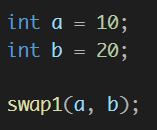 int a = 10;
int b = 20;
swap1(a, b);